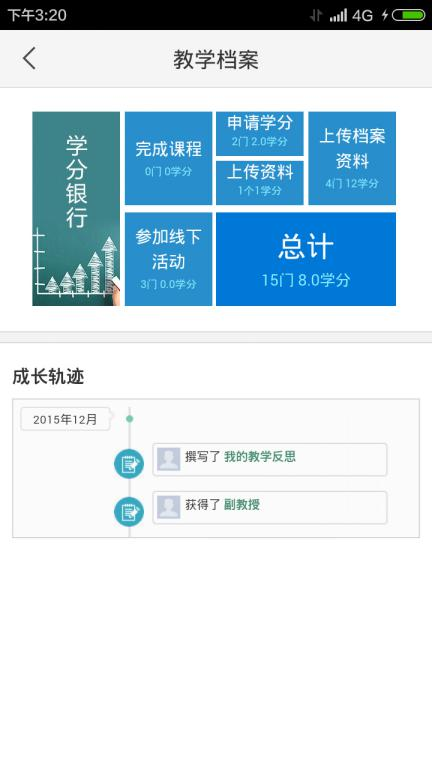 下午3:20
4G
教学档案
学分银行
完成课程
0门 0学分
申请学分
2门 2.0学分
上传资料
1个1学分
上传档案
资料
4门 12学分
参加线下
活动
3门 0.0学分
总计
15门 8.0学分
成长轨迹
2015年12月
撰写了 我的教学反思
获得了 副教授